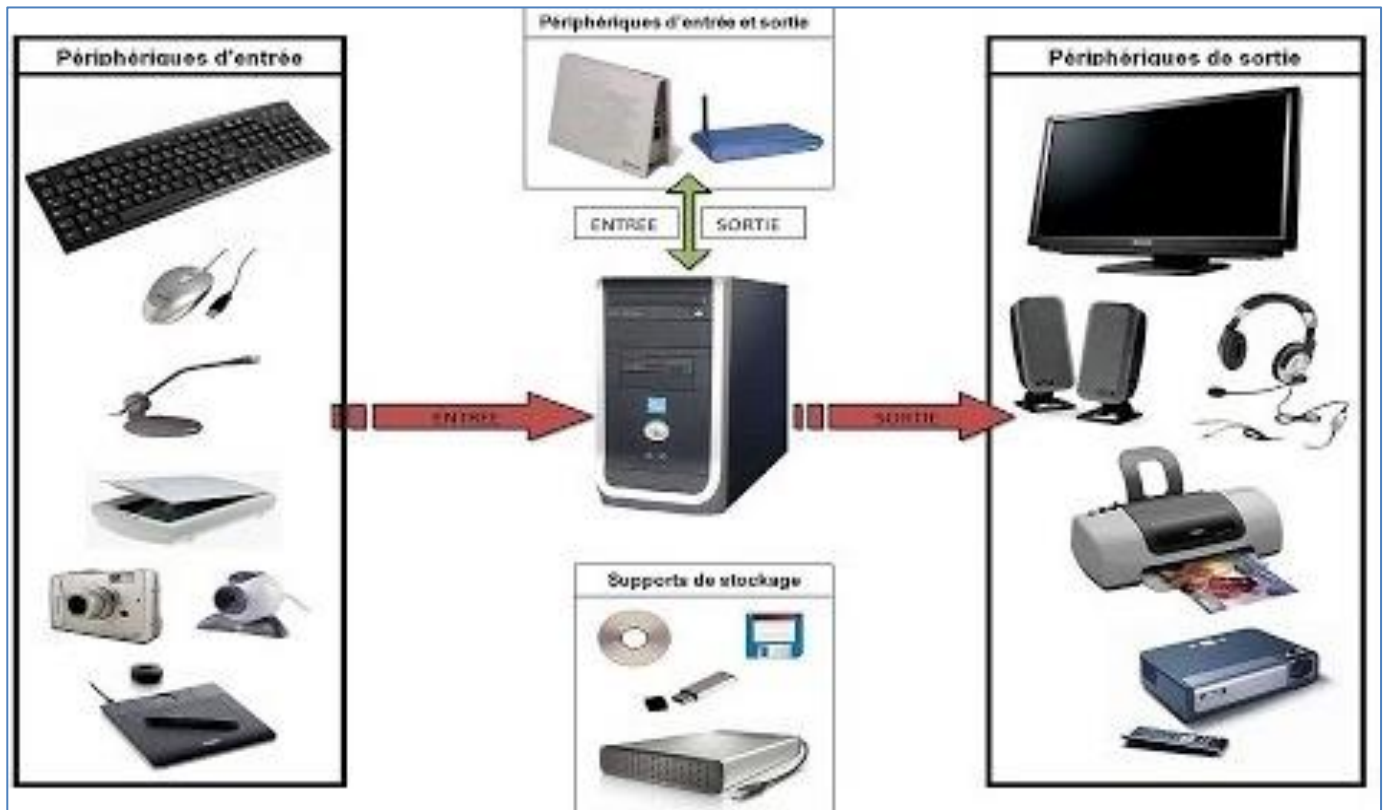 Périphériques d'entrée et sortie
Périphériques d'entrée
Périphériques de sortie
ENTREE
SORTIE
ENTREE
SORTIE
Supports de stockage